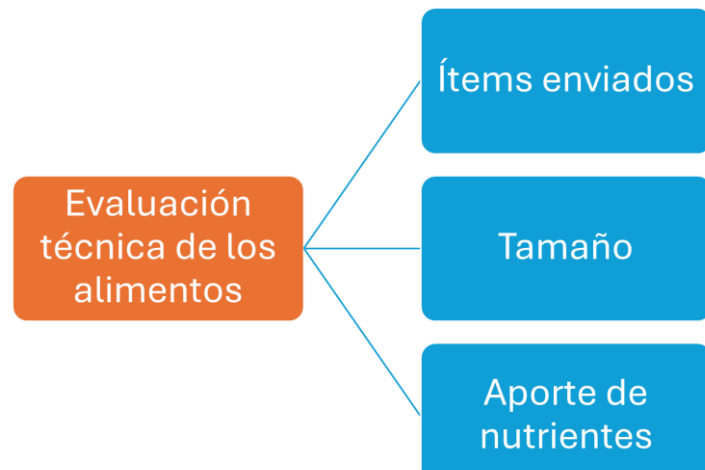 Ítems enviados
Evaluación
técnica de los
alimentos
Tamaño
Aporte de
nutrientes